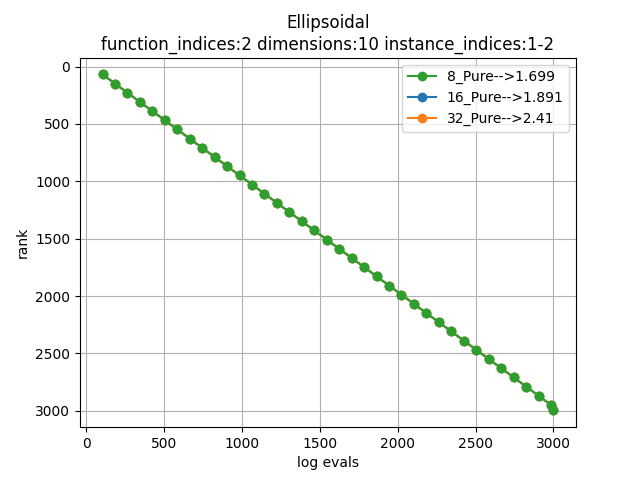 Ellipsoidal
function_indices:2 dimensions:10 instance_indices:1-2
8_Pure-->1.699
16_Pure-->1.891
32_Pure-->2.41
rank
0
500
1000
1500
2000
2500
3000
0
500
1000
1500
2000
2500
3000
log evals